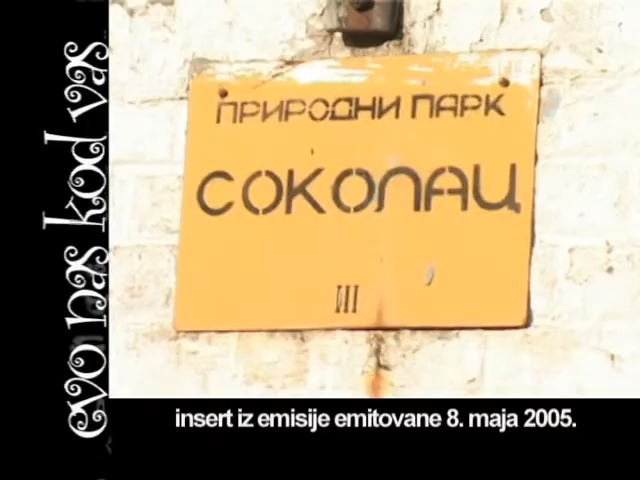 evo nas kod vas
ПРИРОДНИ ПАРК
СОКОЛАЦ
III
insert iz emisije emitovane 8. maja 2005.